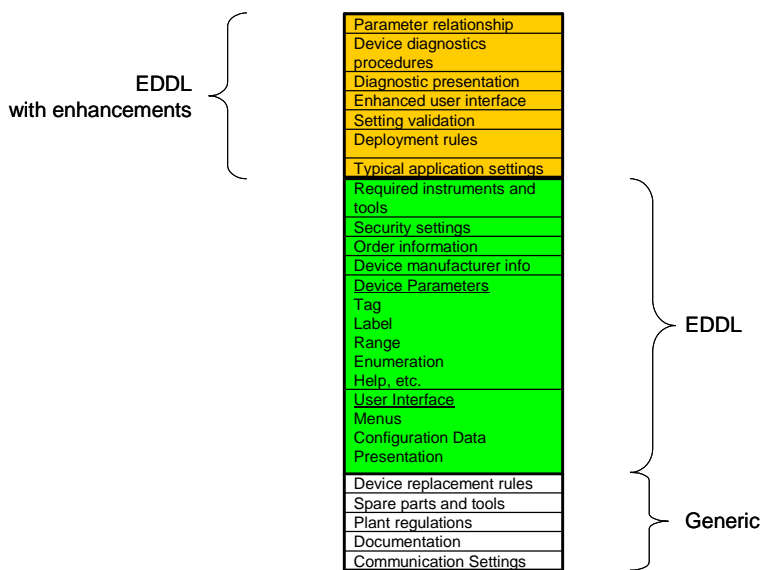 EDDL
with enhancements
Parameter relationship
Device diagnostics
procedures
Diagnostic presentation
Enhanced user interface
Setting validation
Deployment rules
Typical application settings
Required instruments and
tools
Security settings
Order information
Device manufacturer info
Device Parameters
Tag
Label
Range
Enumeration
Help, etc.
User Interface
Menus
Configuration Data
Presentation
EDDL
Device replacement rules
Spare parts and tools
Plant regulations
Documentation
Communication Settings
Generic